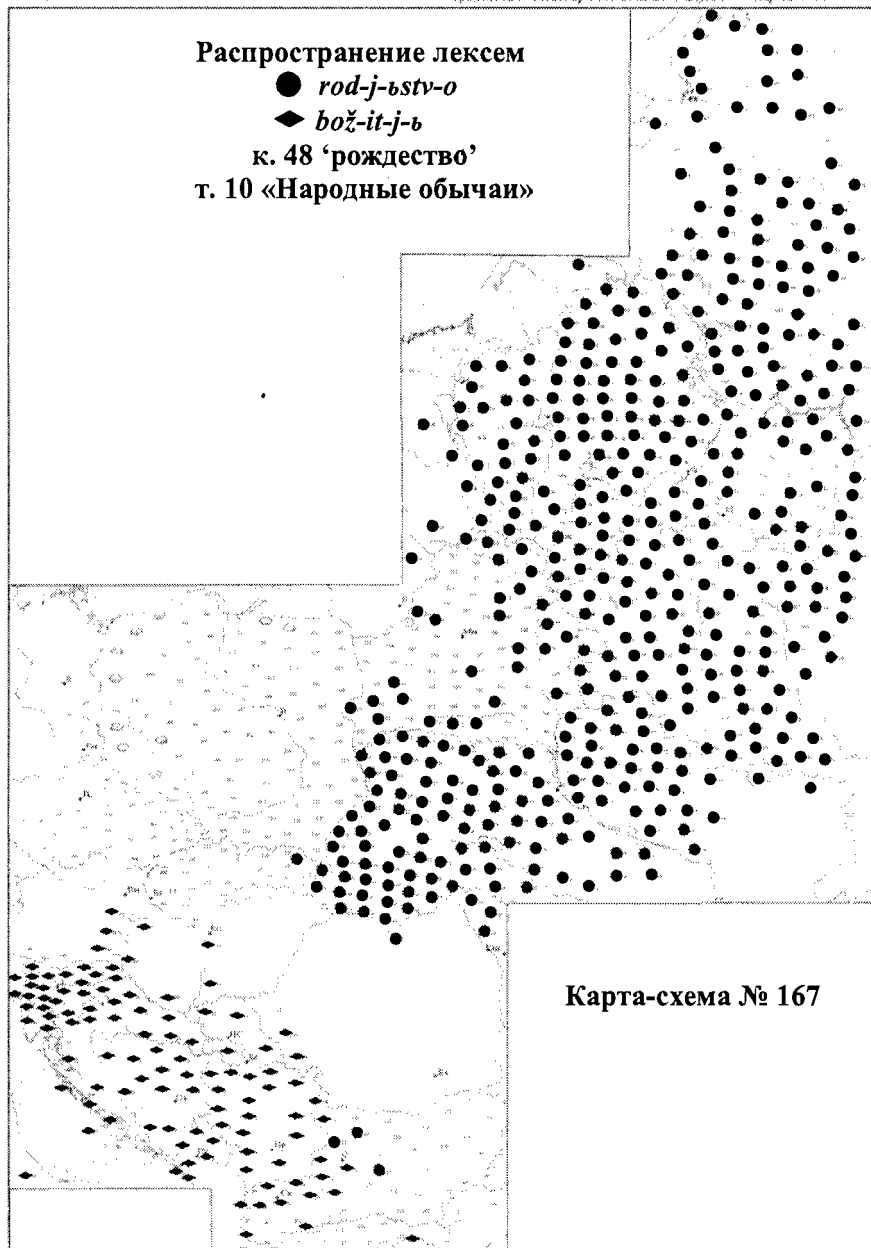 Распространение лексем
rod-j-ьstv-o
bož-it-j-ь
к. 48 ‘рождество’
т. 10 «Народные обычаи»
Карта-схема № 167